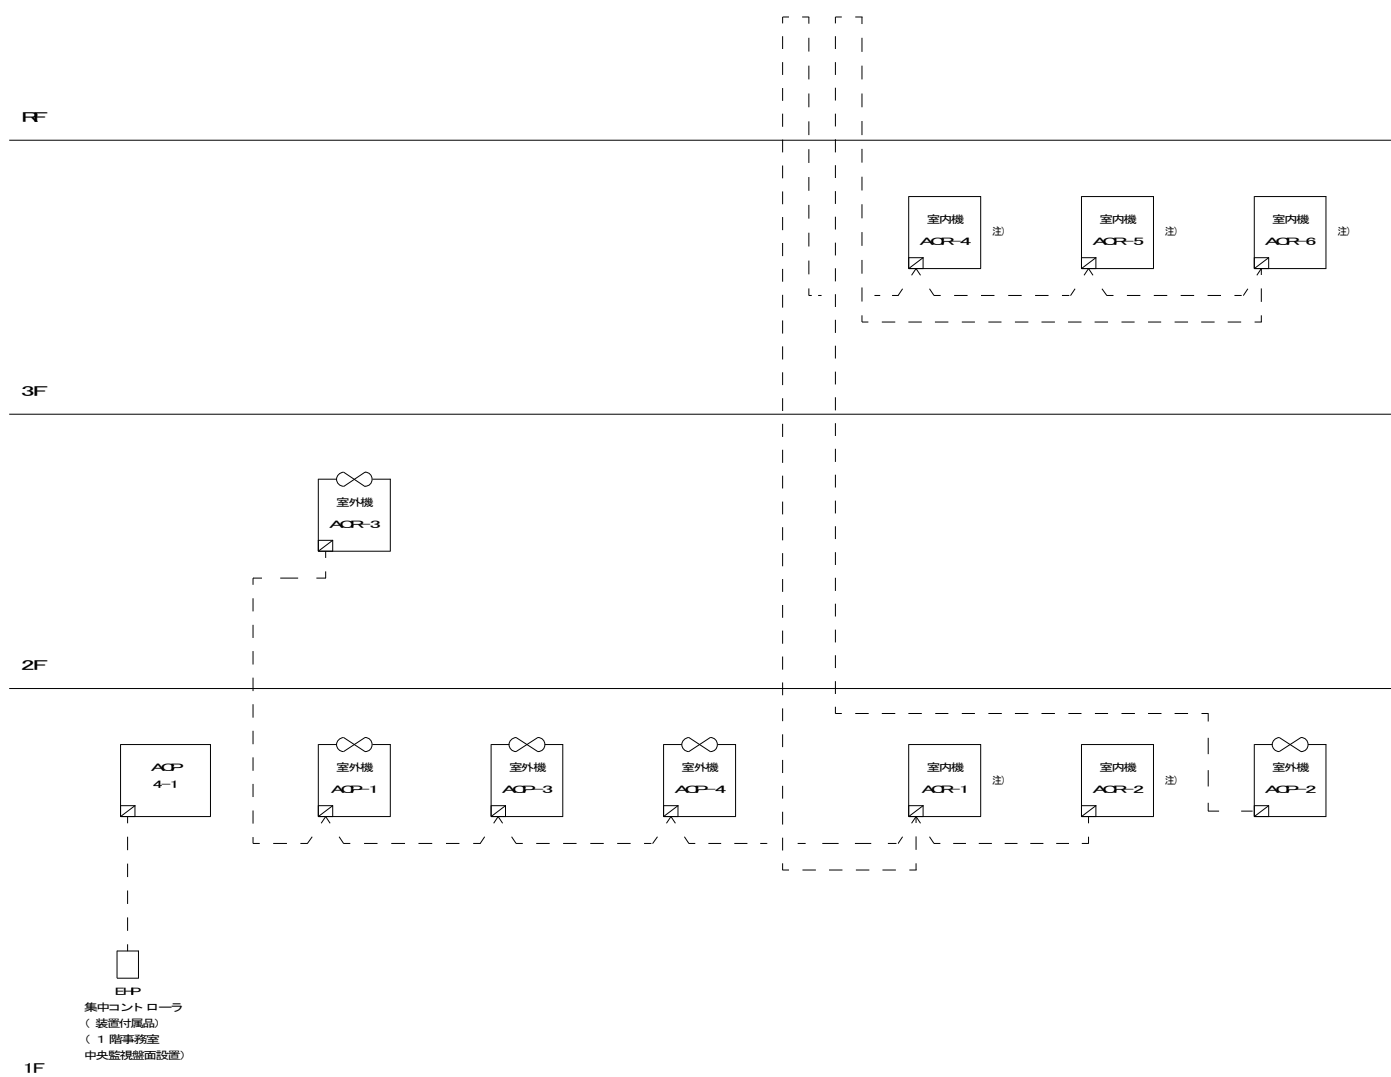 RF
室内機
ACR-4
注)
室内機
ACR-5
注)
室内機
ACR-6
注)
3F
室外機
ACR-3
2F
ACP
4-1
室外機
ACP-1
室外機
ACP-3
室外機
ACP-4
室内機
ACR-1
注)
室内機
ACR-2
注)
室外機
ACP-2
EHP
集中コントローラ
( 装置付属品)
( 1 階事務室
中央監視盤面設置)
1F